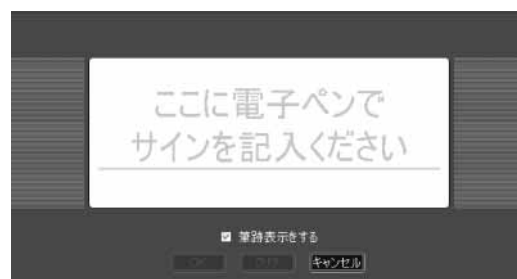 ここに電子ペンで
サインを記入ください
筆跡表示をする
キャンセル